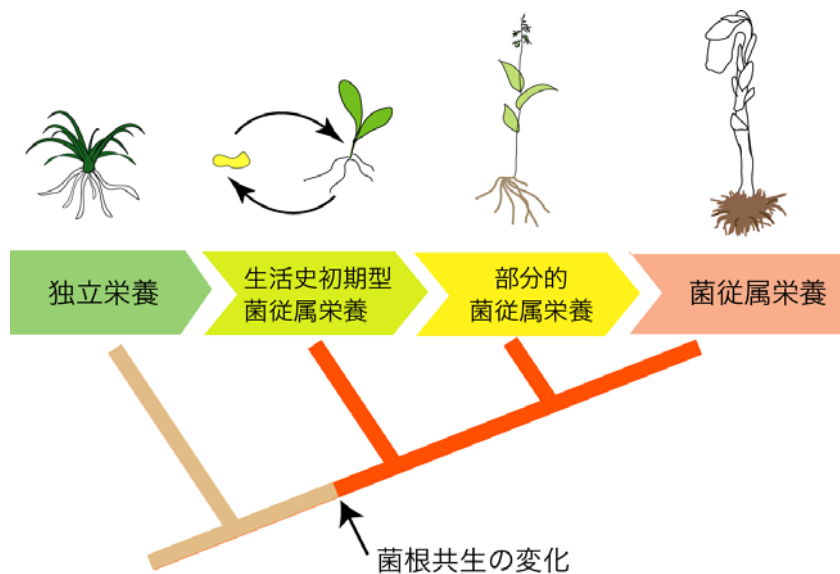 独立栄養
生活史初期型
菌従属栄養
部分的
菌従属栄養
菌従属栄養
菌根共生の変化